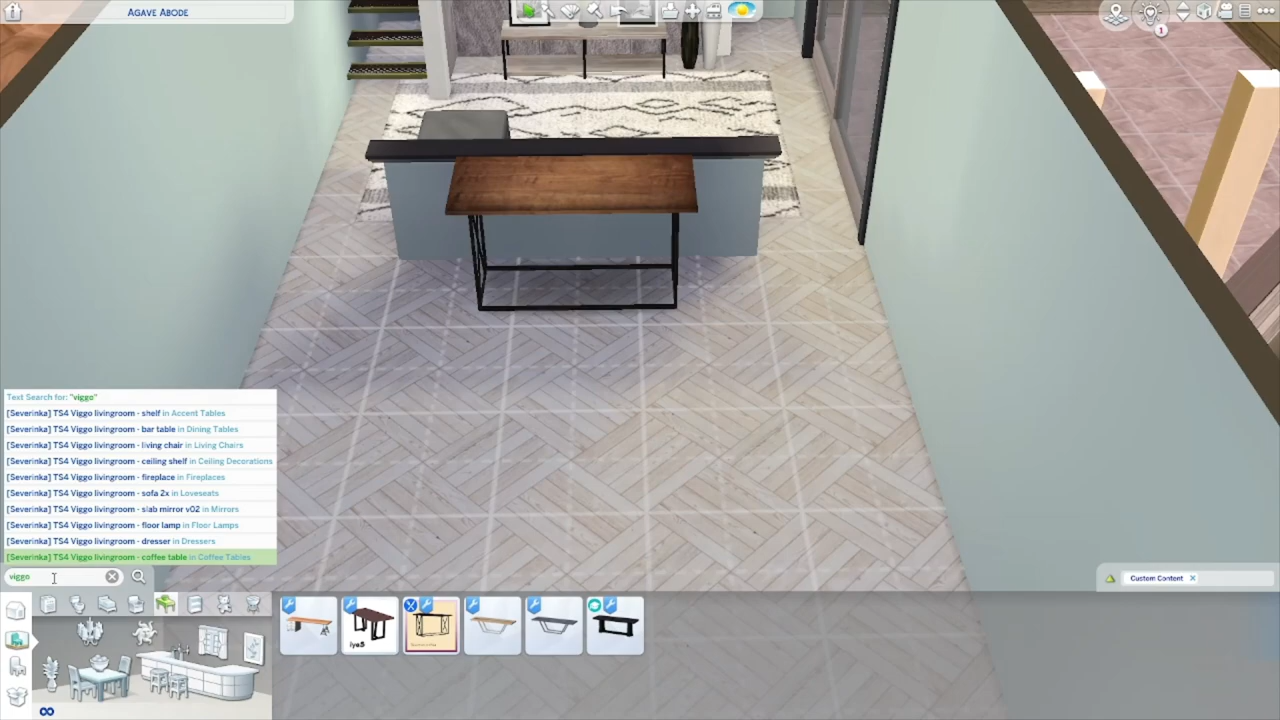 AGAVE ABODE
1
Text Search for: "viggo"
[Severinka] TS4 Viggo livingroom - shelf in Accent Tables
[Severinka] TS4 Viggo livingroom - bar table in Dining Tables
[Severinka] TS4 Viggo livingroom - living chair in Living Chairs
[Severinka] TS4 Viggo livingroom - ceiling shelf in Ceiling Decorations
[Severinka] TS4 Viggo livingroom - fireplace in Fireplaces
[Severinka] TS4 Viggo livingroom - sofa 2x in Loveseats
[Severinka] TS4 Viggo livingroom - slab mirror v02 in Mirrors
[Severinka] TS4 Viggo livingroom - floor lamp in Floor Lamps
[Severinka] TS4 Viggo livingroom - dresser in Dressers
[Severinka] TS4 Viggo livingroom - coffee table in Coffee Tables
viggo
Custom Content